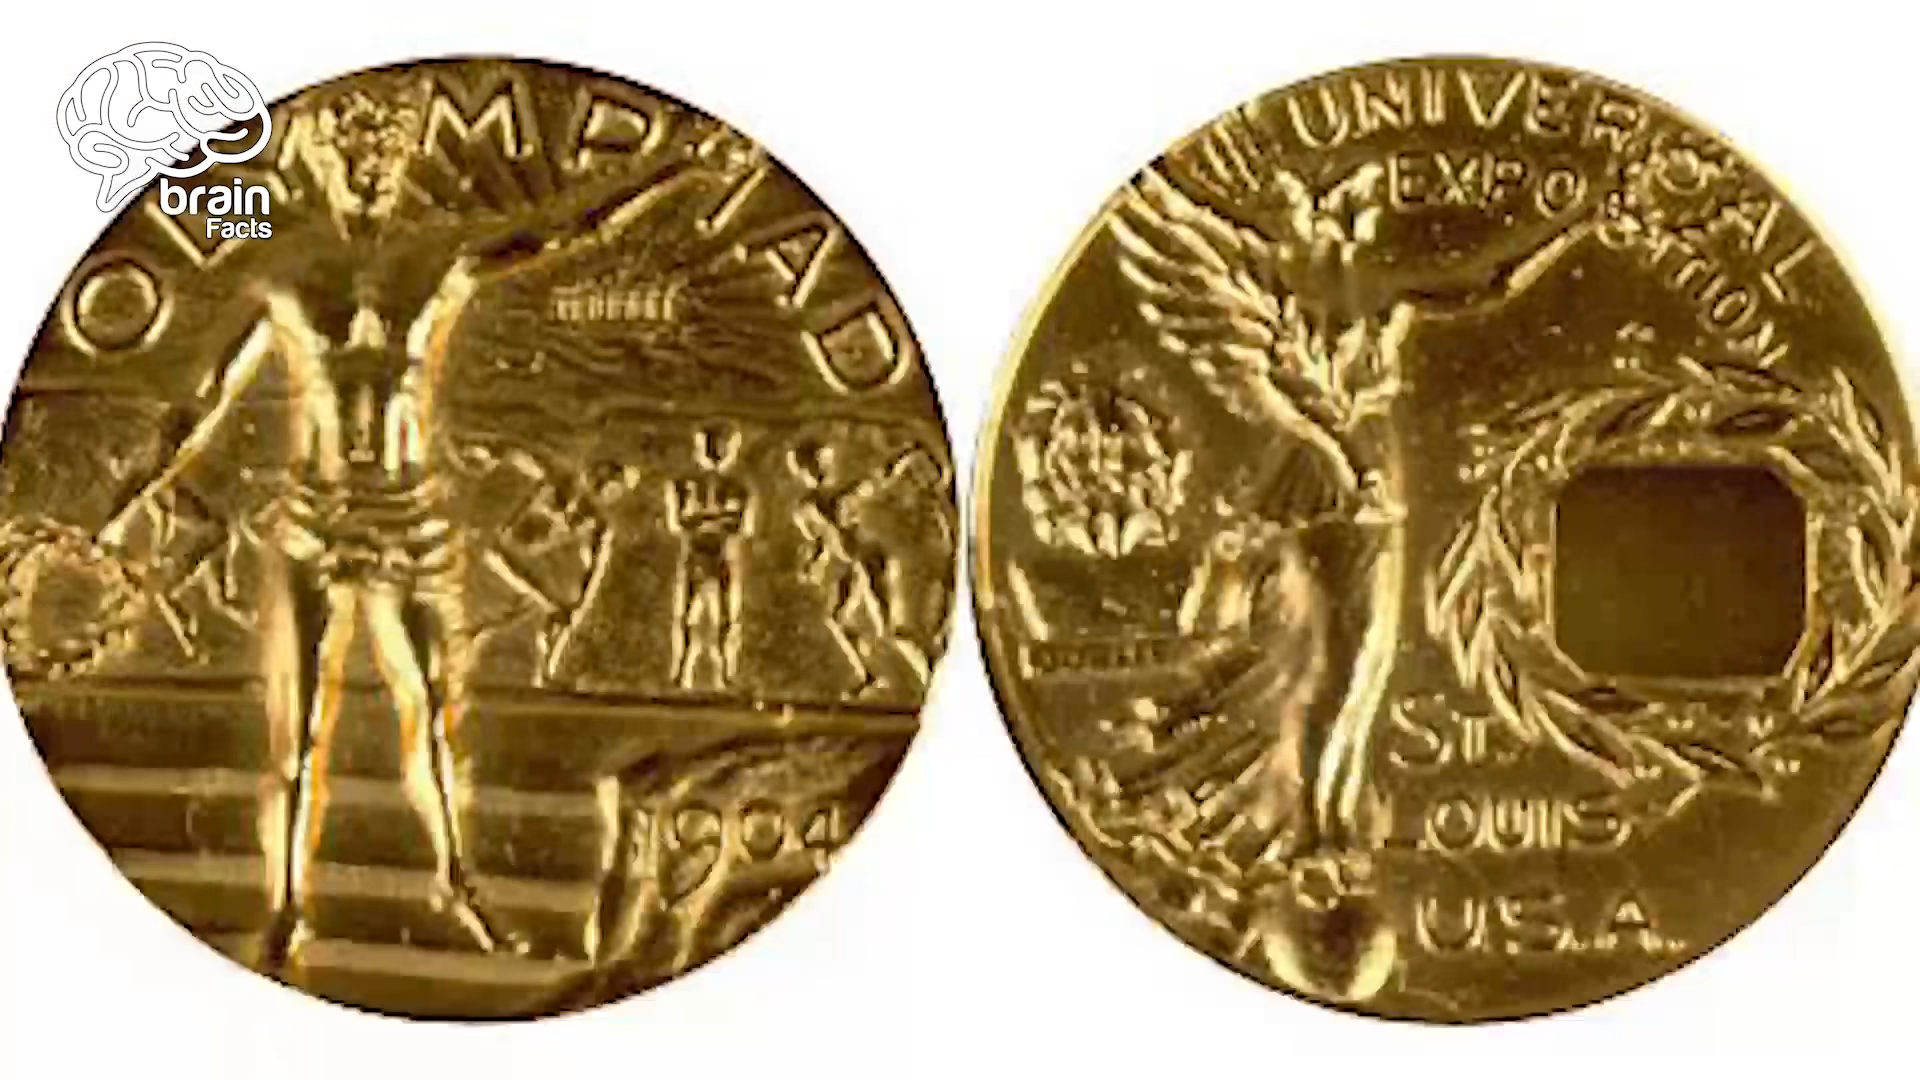 brain
Facts
OLYMPIAD
1904
UNIVERSAL
EXPOSITION
ST.
LOUIS
U.S.A.